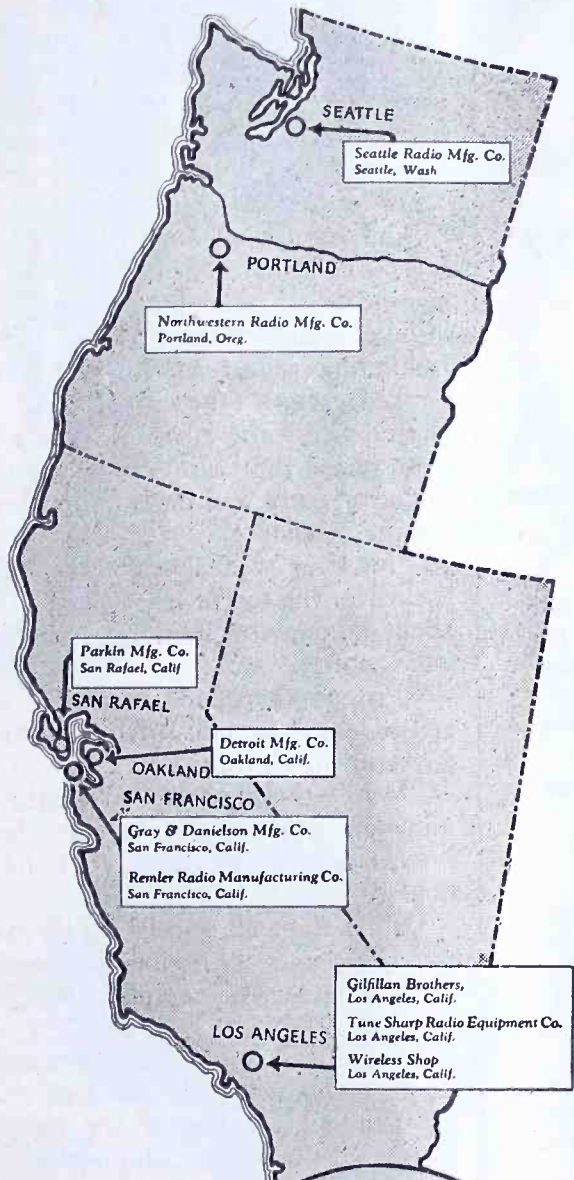 SEATTLE
Seattle Radio Mfg. Co.
Seattle, Wash
PORTLAND
Northwestern Radio Mfg. Co.
Portland, Oreg.
Parkin Mfg. Co.
San Rafael, Calif
SAN RAFAEL
Detroit Mfg. Co.
Oakland, Calif.
OAKLAND
SAN FRANCISCO
Gray & Danielson Mfg. Co.
San Francisco, Calif.
Remler Radio Manufacturing Co.
San Francisco, Calif.
Gilfillan Brothers,
Los Angeles, Calif.
Tune Sharp Radio Equipment Co.
Los Angeles, Calif.
Wireless Shop
Los Angeles, Calif.
LOS ANGELES